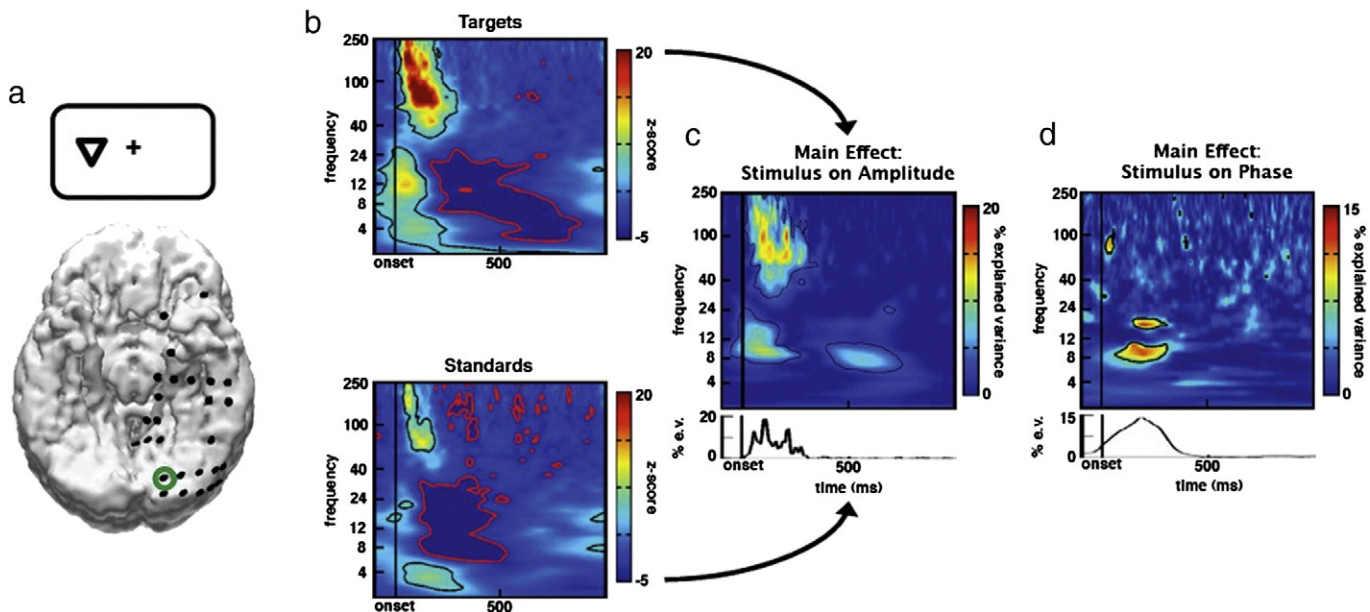 a
+
b
Targets
frequency
250
100
40
24
12
8
4
onset
500
20
z-score
-5
Standards
frequency
250
100
40
24
12
8
4
onset
500
20
z-score
-5
c
Main Effect:
Stimulus on Amplitude
frequency
250
100
40
24
12
8
4
20
% explained variance
0
% e.v.
20
0
onset
500
time (ms)
d
Main Effect:
Stimulus on Phase
frequency
250
100
40
24
12
8
4
15
% explained variance
0
% e.v.
15
0
onset
500
time (ms)